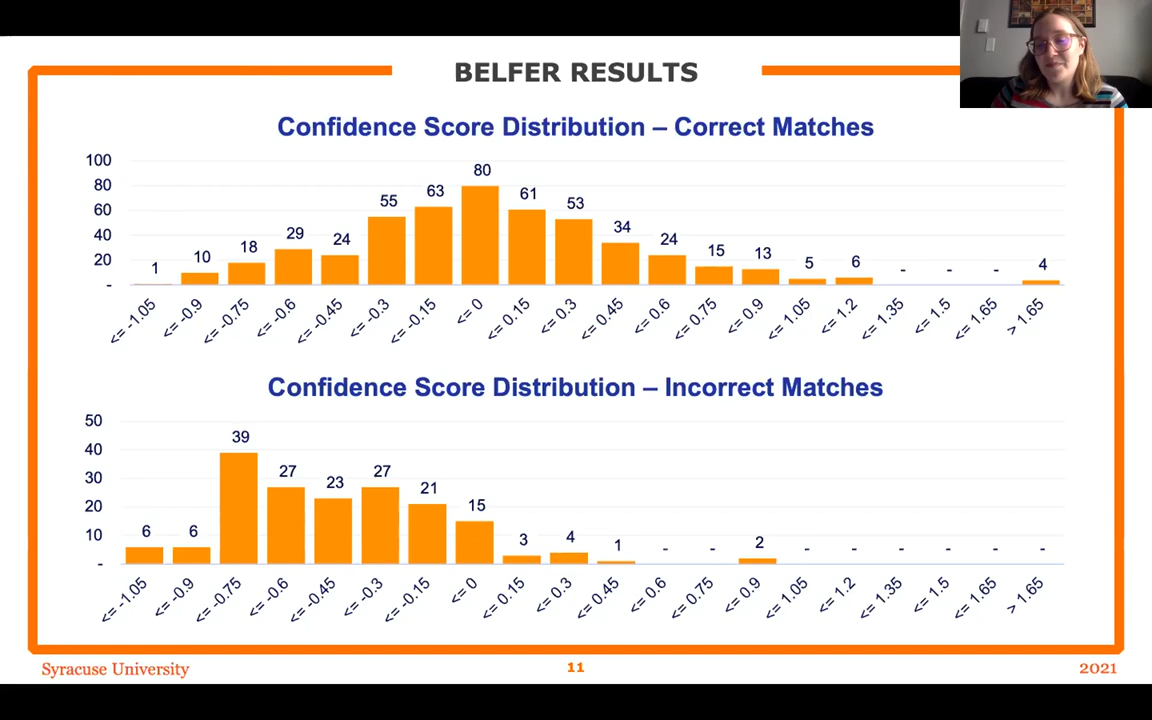 BELFER RESULTS
Confidence Score Distribution – Correct Matches
100
80
60
40
20
-
1 10 18 29 24 55 63 80 61 53 34 24 15 13 5 6 - - - 4
<= -1.05 <= -0.9 <= -0.75 <= -0.6 <= -0.45 <= -0.3 <= -0.15 <= 0 <= 0.15 <= 0.3 <= 0.45 <= 0.6 <= 0.75 <= 0.9 <= 1.05 <= 1.2 <= 1.35 <= 1.5 <= 1.65 > 1.65
Confidence Score Distribution – Incorrect Matches
50
40
30
20
10
-
6 6 39 27 23 27 21 15 3 4 1 - - 2 - - - - - -
<= -1.05 <= -0.9 <= -0.75 <= -0.6 <= -0.45 <= -0.3 <= -0.15 <= 0 <= 0.15 <= 0.3 <= 0.45 <= 0.6 <= 0.75 <= 0.9 <= 1.05 <= 1.2 <= 1.35 <= 1.5 <= 1.65 > 1.65
Syracuse University 11 2021